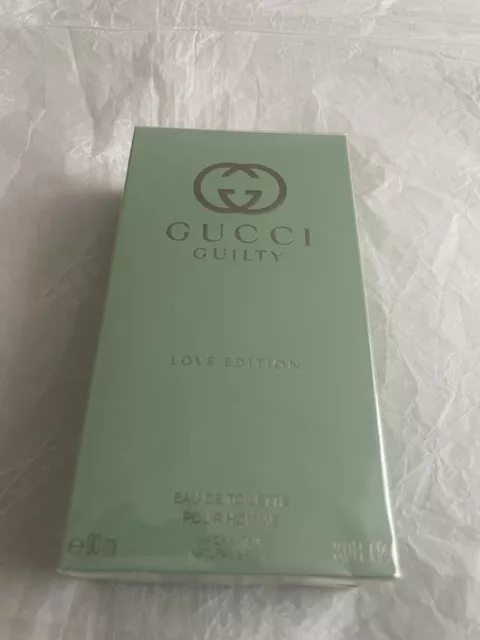 GUCCI
GUILTY
LOVE EDITION
EAU DE TOILETTE
POUR HOMME
e 90 ml